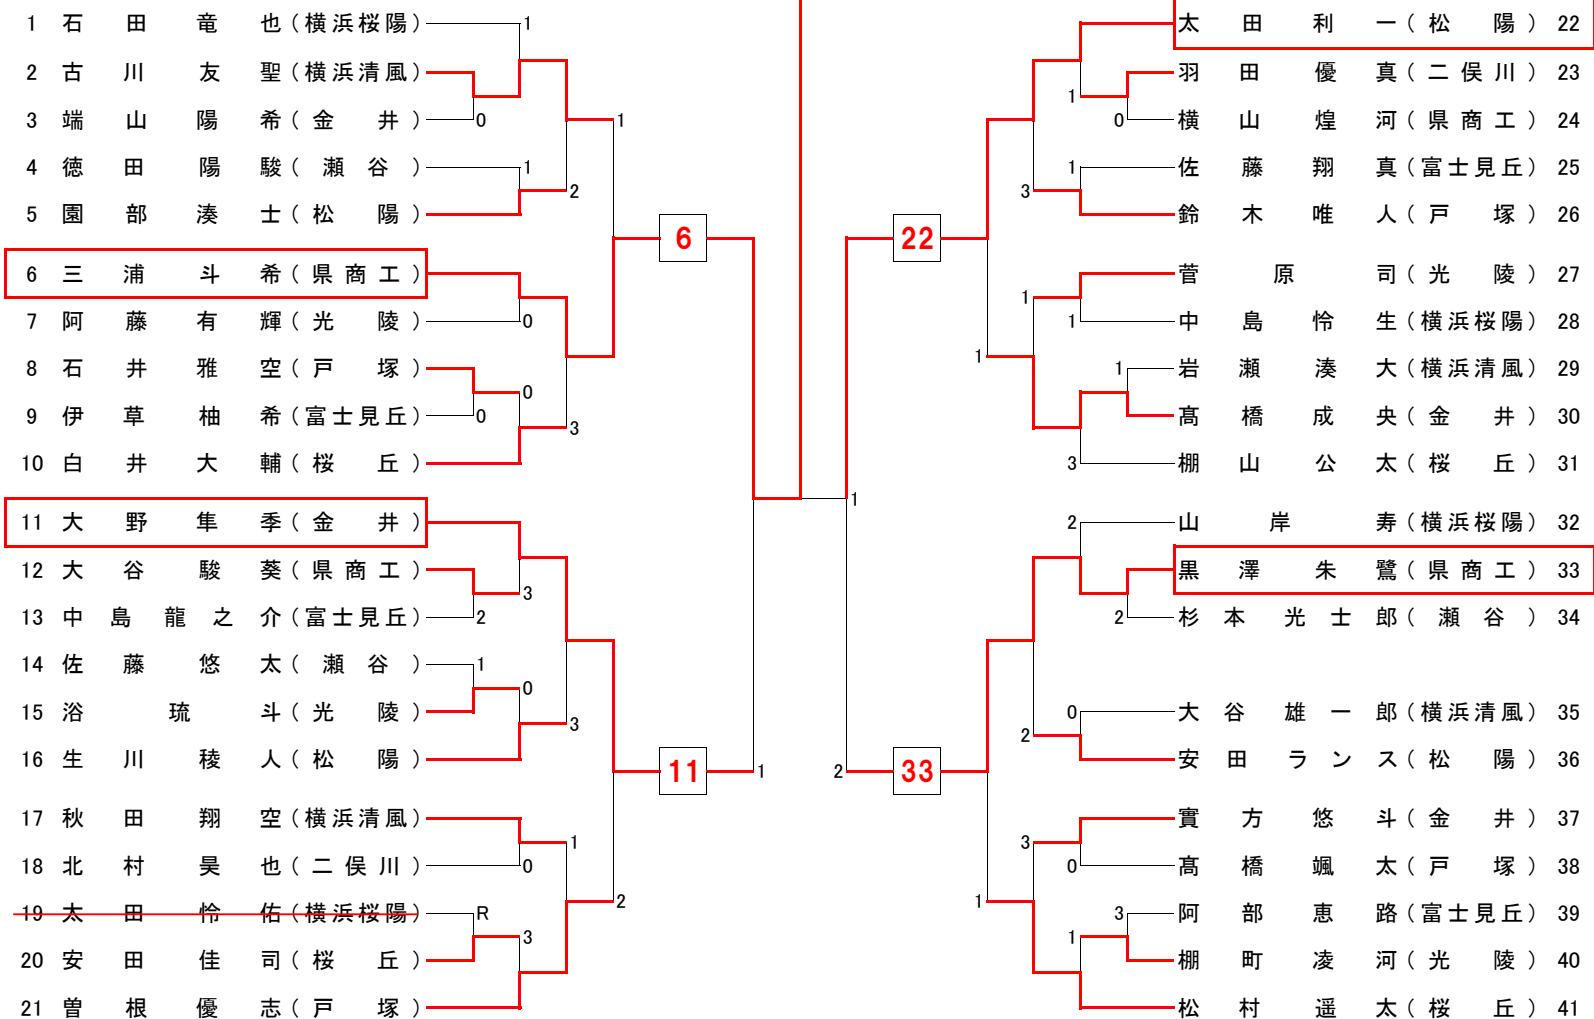 1 石田竜也(横浜桜陽) 1
2 古川友聖(横浜清風)
3 端山陽希(金井) 0
1
4 徳田陽駿(瀬谷) 1
5 園部湊士(松陽)
2
6
6 三浦斗希(県商工)
7 阿藤有輝(光陵) 0
8 石井雅空(戸塚)
0
9 伊草柚希(富士見丘) 0
3
10 白井大輔(桜丘)
11 大野隼季(金井)
12 大谷駿葵(県商工)
3
13 中島龍之介(富士見丘) 2
14 佐藤悠太(瀬谷) 1
0
15 浴琉斗(光陵)
3
16 生川稜人(松陽)
11
1
17 秋田翔空(横浜清風)
1
18 北村昊也(二俣川) 0
2
19 太田怜佑(横浜桜陽) R
3
20 安田佳司(桜丘)
21 曽根優志(戸塚)
太田利一(松陽) 22
羽田優真(二俣川) 23
1
0 横山煌河(県商工) 24
1 佐藤翔真(富士見丘) 25
3
鈴木唯人(戸塚) 26
22
菅原司(光陵) 27
1
1 中島怜生(横浜桜陽) 28
1
1 岩瀬湊大(横浜清風) 29
髙橋成央(金井) 30
3 棚山公太(桜丘) 31
1
2 山岸寿(横浜桜陽) 32
黒澤朱鷺(県商工) 33
2 杉本光士郎(瀬谷) 34
0 大谷雄一郎(横浜清風) 35
2
安田ランス(松陽) 36
2
33
實方悠斗(金井) 37
3
0 髙橋颯太(戸塚) 38
1
3 阿部恵路(富士見丘) 39
1
棚町凌河(光陵) 40
松村遥太(桜丘) 41